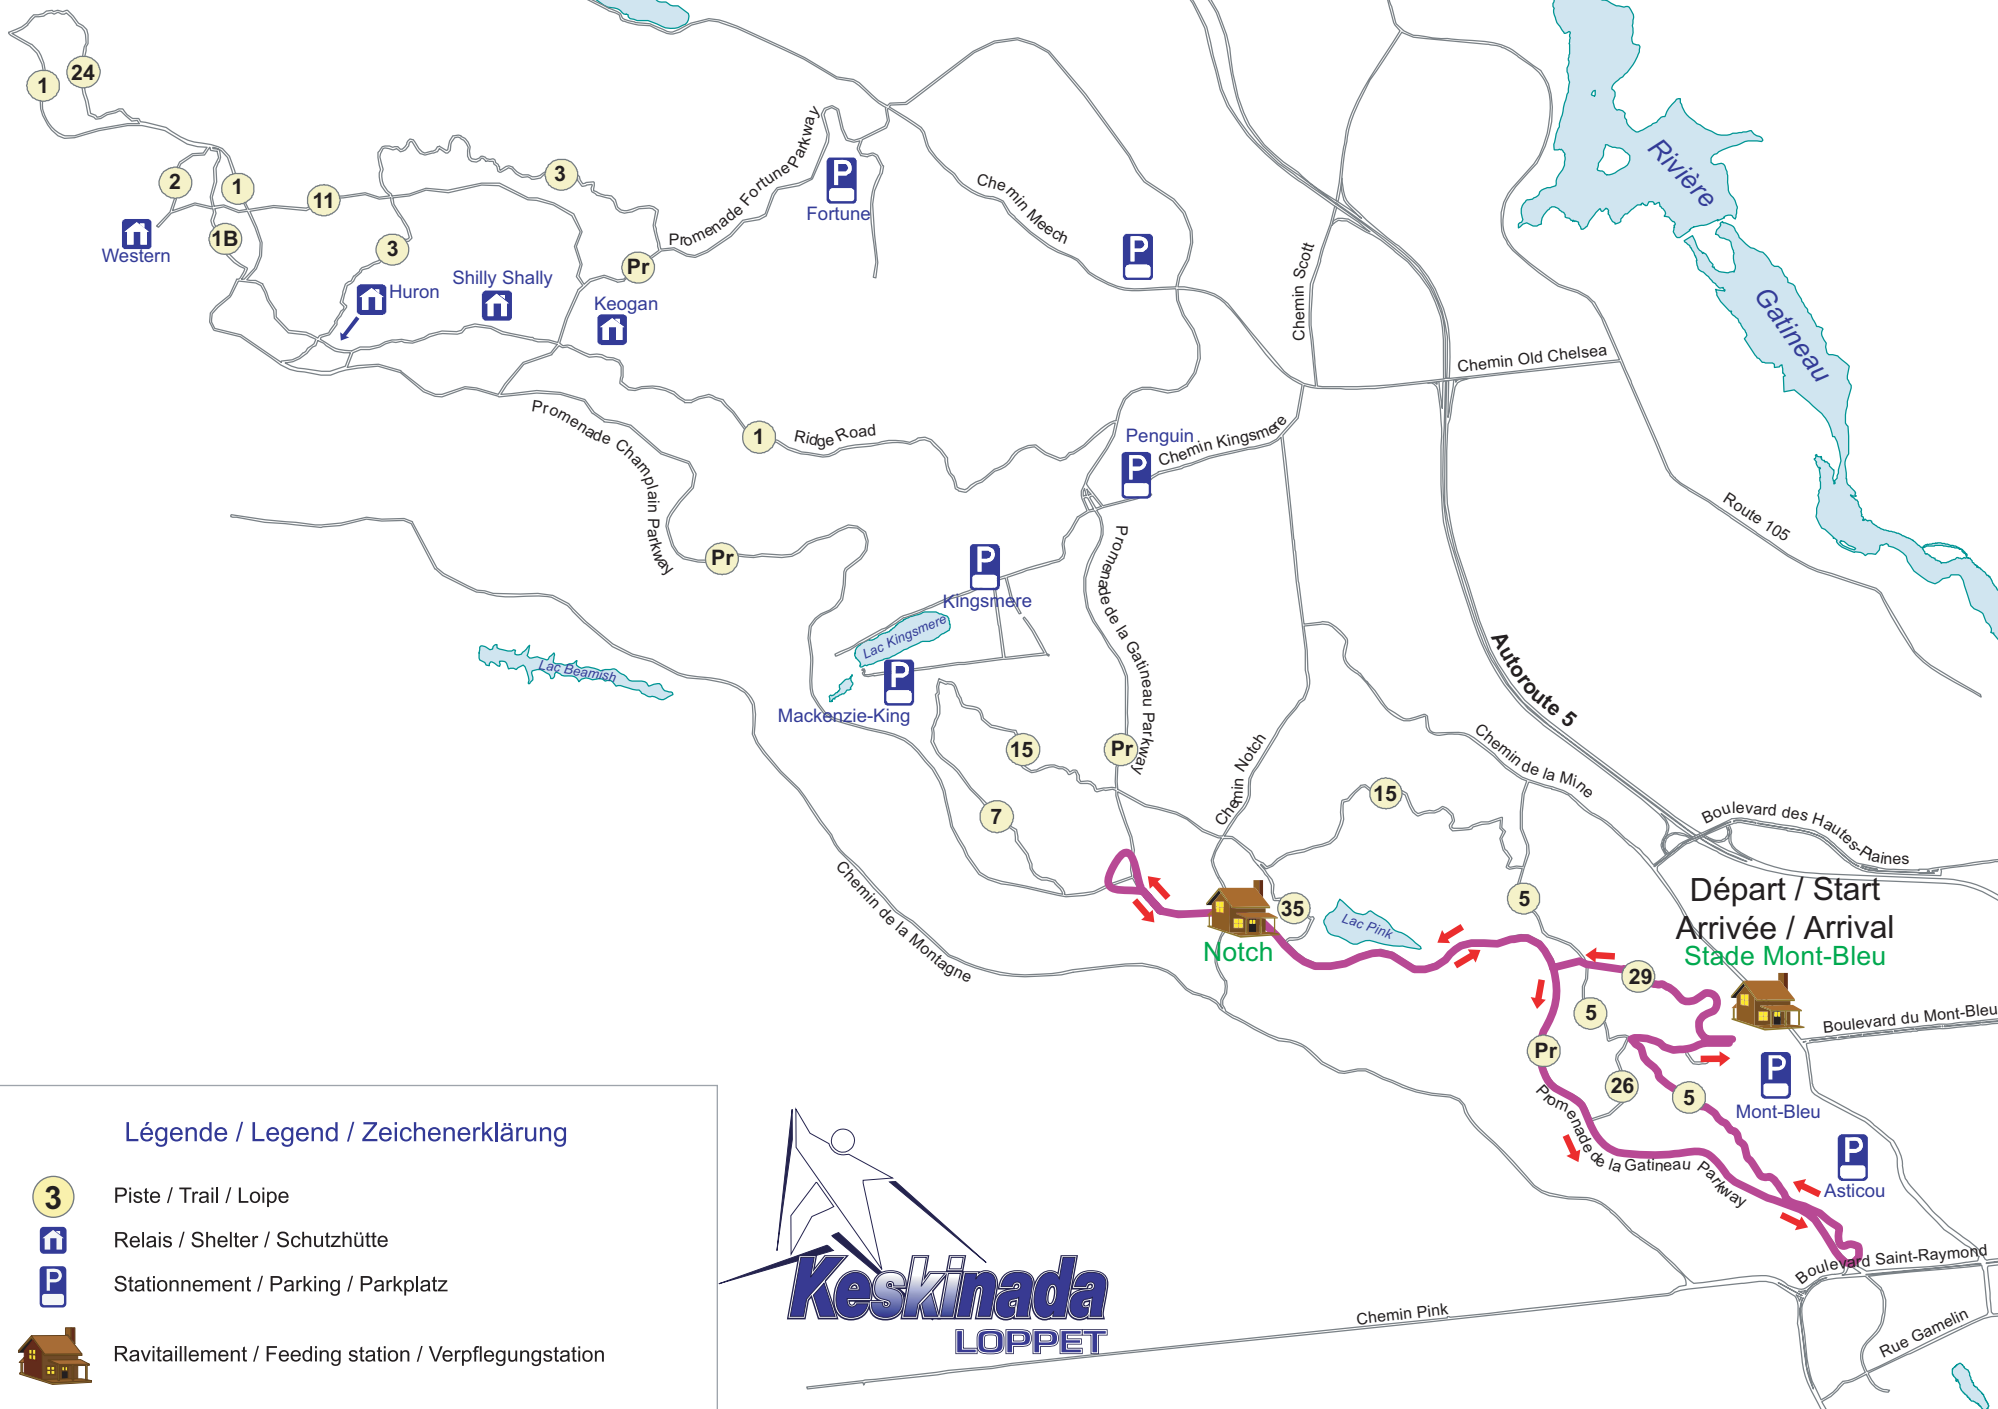 24
1
Promenade Fortune Parkway
3
2
1
11
Fortune
Chemin Meech
Rivière
Western
1B
3
Huron
Shilly Shally
Keogan
Pr
Chemin Scott
Gatineau
Chemin Old Chelsea
Promenade Champlain Parkway
1
Ridge Road
Penguin
Chemin Kingsmere
Route 105
Pr
Kingsmere
Lac Kingsmere
Promenade de la Gatineau Parkway
Lac Beamish
Mackenzie-King
Autoroute 5
15
Pr
Chemin Notch
Chemin de la Mine
7
15
Boulevard des Hautes-Plaines
Chemin de la Montagne
35
5
Lac Pink
Notch
Départ / Start
Arrivée / Arrival
Stade Mont-Bleu
29
5
Boulevard du Mont-Bleu
Pr
26
5
Mont-Bleu
Promenade de la Gatineau Parkway
Asticou
Boulevard Saint-Raymond
Chemin Pink
Rue Gamelin
Légende / Legend / Zeichenerklärung
3
Piste / Trail / Loipe
Relais / Shelter / Schutzhütte
P
Stationnement / Parking / Parkplatz
Ravitaillement / Feeding station / Verpflegungstation
Keskinada
LOPPET
P
P
P
P
P
P
P